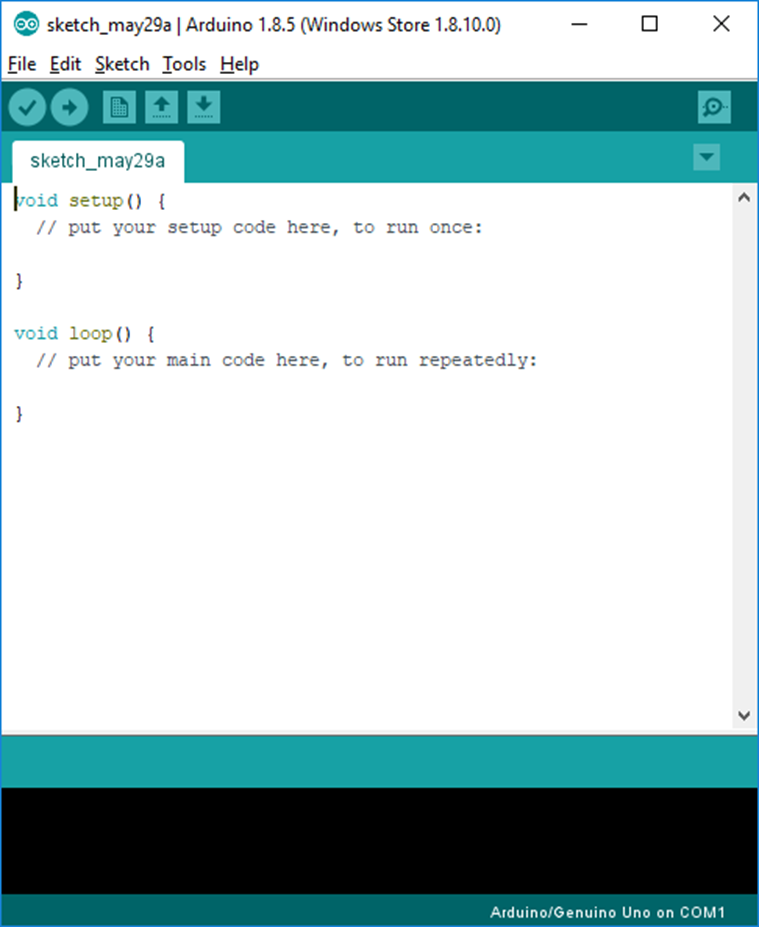 sketch_may29a | Arduino 1.8.5 (Windows Store 1.8.10.0)
File Edit Sketch Tools Help
sketch_may29a
void setup() {
  // put your setup code here, to run once:
}
void loop() {
  // put your main code here, to run repeatedly:
}
Arduino/Genuino Uno on COM1